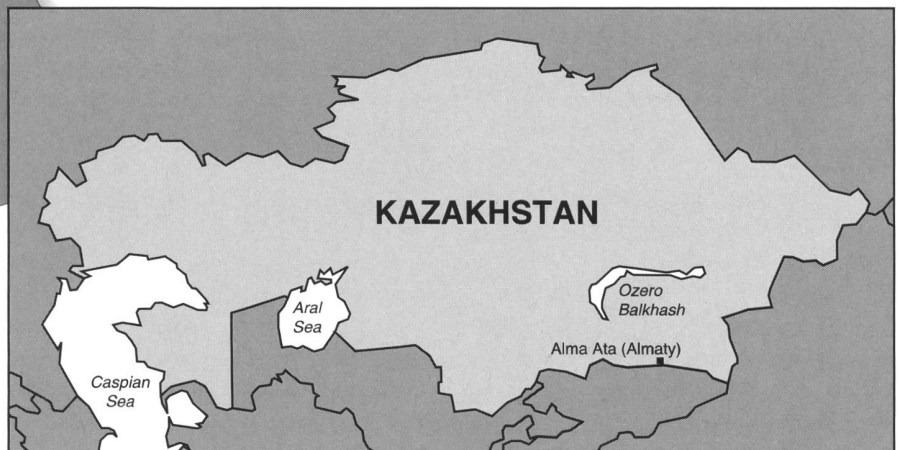 KAZAKHSTAN
Aral
Sea
Ozero
Balkhash
Alma Ata (Almaty)
Caspian
Sea